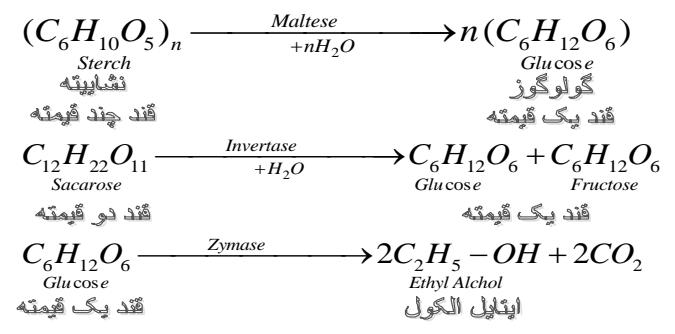 Maltese
(C₆H₁₀O₅)ₙ ⟶ n(C₆H₁₂O₆)
+nH₂O
Sterch Glucose
نشاییته گولوگوز
قند چند قیمته قند یک قیمته
Invertase
C₁₂H₂₂O₁₁ ⟶ C₆H₁₂O₆ + C₆H₁₂O₆
+H₂O
Sacarose Glucose Fructose
قند دو قیمته قند یک قیمته
Zymase
C₆H₁₂O₆ ⟶ 2C₂H₅ − OH + 2CO₂
Glucose Ethyl Alchol
قند یک قیمته ایتایل الکول